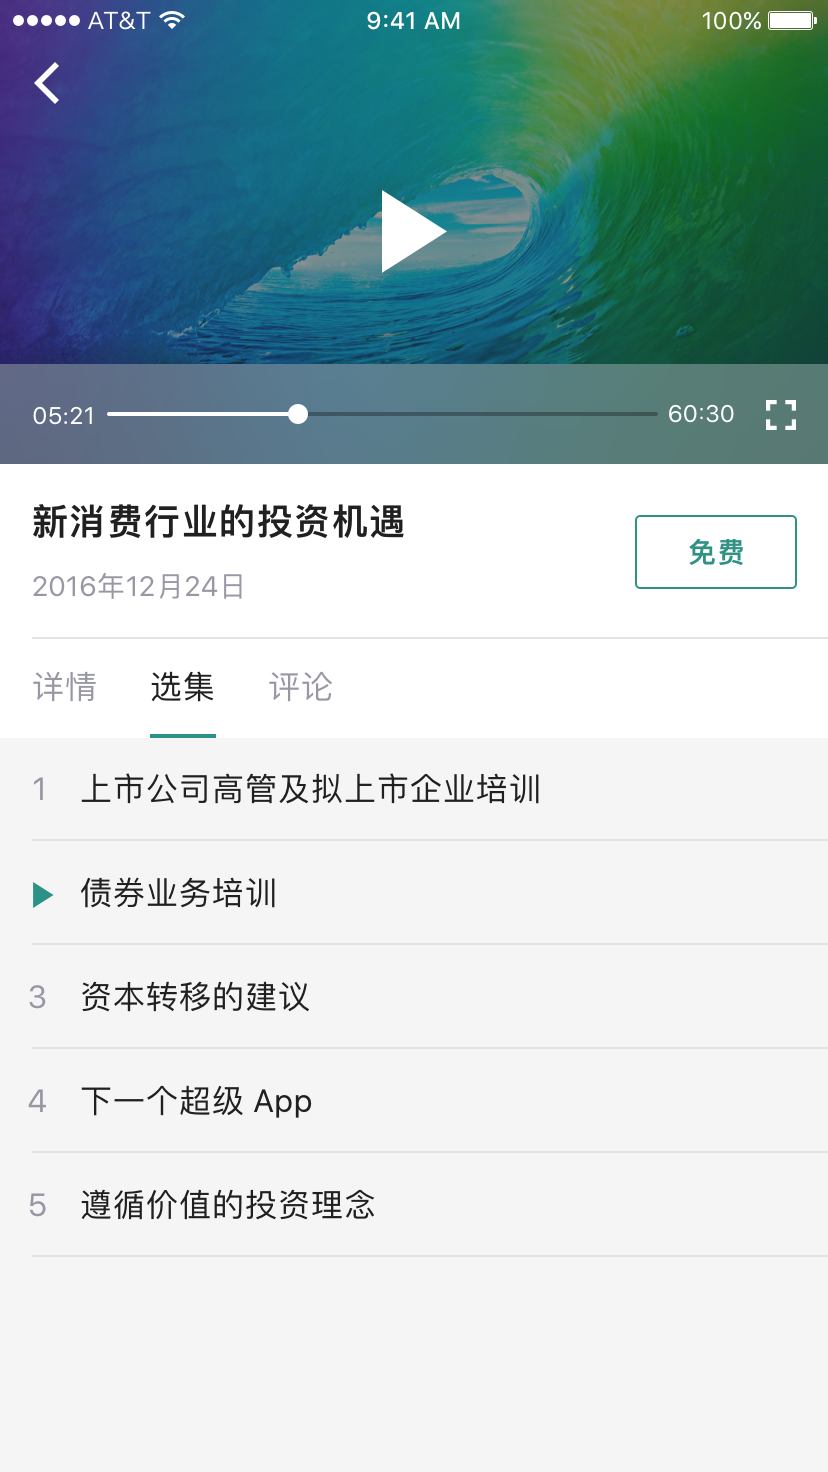 AT&T 9:41 AM 100%
05:21 60:30
新消费行业的投资机遇
免费
2016年12月24日
详情 选集 评论
1 上市公司高管及拟上市企业培训
债券业务培训
3 资本转移的建议
4 下一个超级 App
5 遵循价值的投资理念